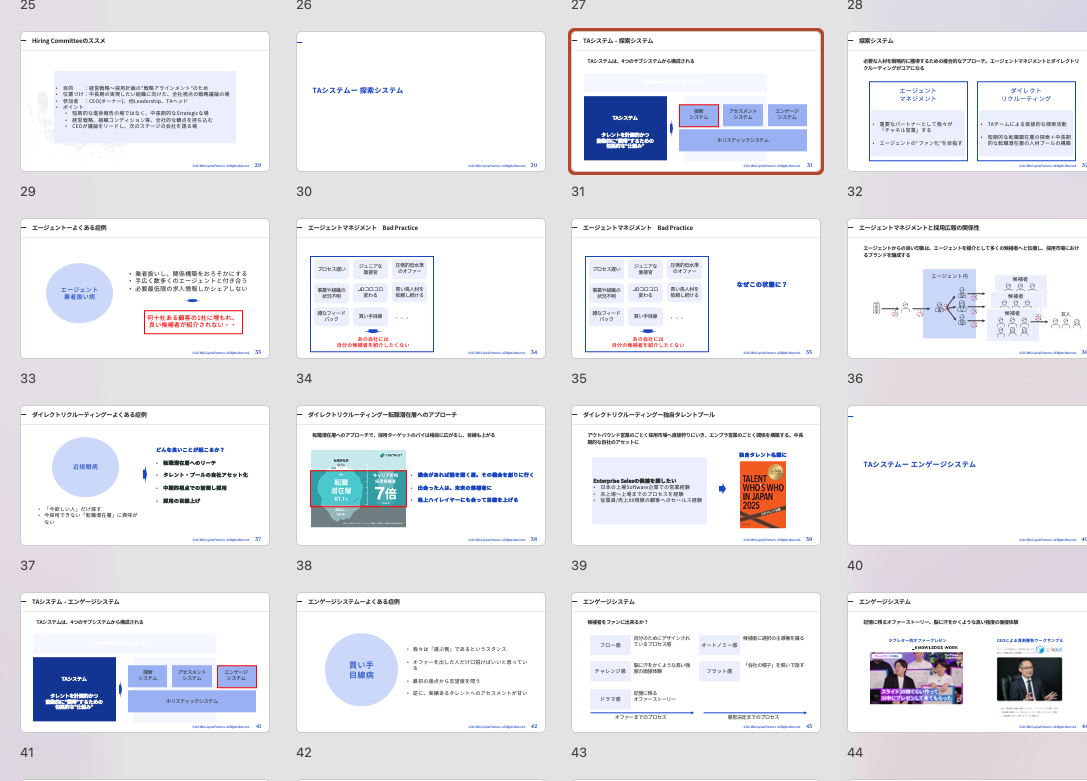 25
26
27
28
Hiring Committeeのススメ
目的　：経営戦略～採用計画の"戦略アラインメント"のため
位置づけ：中長期の実現したい組織に向けた、全社視点の戦略議論の場
参加者　：CEO(オーナー)、他Leadership、TAヘッド
ポイント
短期的な進捗報告の場ではなく、中長期的なStrategicな場
経営戦略、組織コンディション等、全社的な観点を持ち込む
CEOが議論をリードし、次のステージの会社を語る場
29
TAシステムー 探索システム
30
TAシステム – 探索システム
TAシステムは、4つのサブシステムから構成される
TAシステム
タレントを計画的かつ
探索
システム
アセスメント
システム
エンゲージ
システム
ホリスティックシステム
31
探索システム
必要な人材を戦略的に獲得するための複合的なアプローチ。エージェントマネジメントとダイレクトリ
クルーティングがコアになる
エージェント
マネジメント
重要なパートナーとして我々が
「チャネル営業」する
エージェントの"ファン化"を目指す
ダイレクト
リクルーティング
TAチームによる直接的な探索活動
短期的な転職顕在層の探索＋中長期
的な転職潜在層の人材プールの構築
32
29
30
31
32
エージェントーよくある症例
エージェント
業者扱い病
業者扱いし、関係構築をおろそかにする
手広く数多くのエージェントと付き合う
必要最低限の求人情報しかシェアしない
何十社ある顧客の1社に埋もれ、
良い候補者が紹介されない・・
33
エージェントマネジメント　Bad Practice
プロセス遅い
ジュニアな
面接官
圧倒的低水準
のオファー
事業や組織の
状況不明
JDコロコロ
変わる
青い鳥人材を
依頼し続ける
雑なフィード
バック
買い手目線
・・・
あの会社には
自分の候補者を紹介したくない
34
エージェントマネジメント　Bad Practice
プロセス遅い
ジュニアな
面接官
圧倒的低水準
のオファー
事業や組織の
状況不明
JDコロコロ
変わる
青い鳥人材を
依頼し続ける
雑なフィード
バック
買い手目線
・・・
あの会社には
自分の候補者を紹介したくない
なぜこの状態に？
35
エージェントマネジメントと採用広報の関係性
エージェントからの良い印象は、エージェントを媒介として多くの候補者へと伝播し、採用市場におけ
るブランドを醸成する
エージェント内
候補者
候補者
候補者
友人
33
34
35
36
ダイレクトリクルーティングーよくある症例
近視眼病
「今欲しい人」だけ探す
今採用できない「転職潜在層」に興味が
ない
どんな良いことが起こるか？
転職潜在層へのリーチ
タレント・プールの自社アセット化
中期的視点での前倒し採用
採用の目線上げ
37
ダイレクトリクルーティングー転職潜在層へのアプローチ
転職潜在層へのアプローチで、採用ターゲットのパイは格段に広がるし、目線も上がる
転職
潜在層
61.1%
7倍
機会があれば話を聞く層。その機会を創りに行く
出会った人は、未来の候補者に
格上ハイレイヤーにも会って目線を上げる
38
ダイレクトリクルーティングー独自タレントプール
アウトバウンド営業のごとく採用市場へ直接狩りにいき、エンプラ営業のごとく関係を構築する。中長
期的な自社のアセットに
Enterprise Salesの候補を探したい
日本の上場Software企業での営業経験
未上場～上場までのプロセスを経験
従業員/売上XX規模の顧客へのセールス経験
独自タレント名鑑に
TALENT
WHO'S WHO
IN JAPAN
2025
39
TAシステムー エンゲージシステム
37
38
39
40
TAシステム – エンゲージシステム
TAシステムは、4つのサブシステムから構成される
TAシステム
タレントを計画的かつ
探索
システム
アセスメント
システム
エンゲージ
システム
ホリスティックシステム
41
エンゲージシステムーよくある症例
買い手
目線病
我々は「選ぶ側」であるというスタンス
オファーを出した人だけ口説けばいいと思ってい
る
最初の接点から志望度を問う
逆に、実績あるタレントへのアセスメントが甘い
42
エンゲージシステム
候補者をファンに出来るか？
フロー感
自分のためにデザインされ
ているプロセス感
オートノミー感
候補者に選択の主導権を譲る
チャレンジ感
脳に汗をかくような高い強
度の面接体験
フラット感
「会社の帽子」を脱いで話す
ドラマ感
記憶に残る
オファーストーリー
オファーまでのプロセス
意思決定までのプロセス
43
エンゲージシステム
記憶に残るオファーストーリー、脳に汗をかくような高い強度の面接体験
ラブレター的オファープレゼン
KNOWLEDGE WORK
スライド30枚ぐらい作って
川中にプレゼンして来てもらった
CEOによる真剣勝負ワークサンプル
41
42
43
44